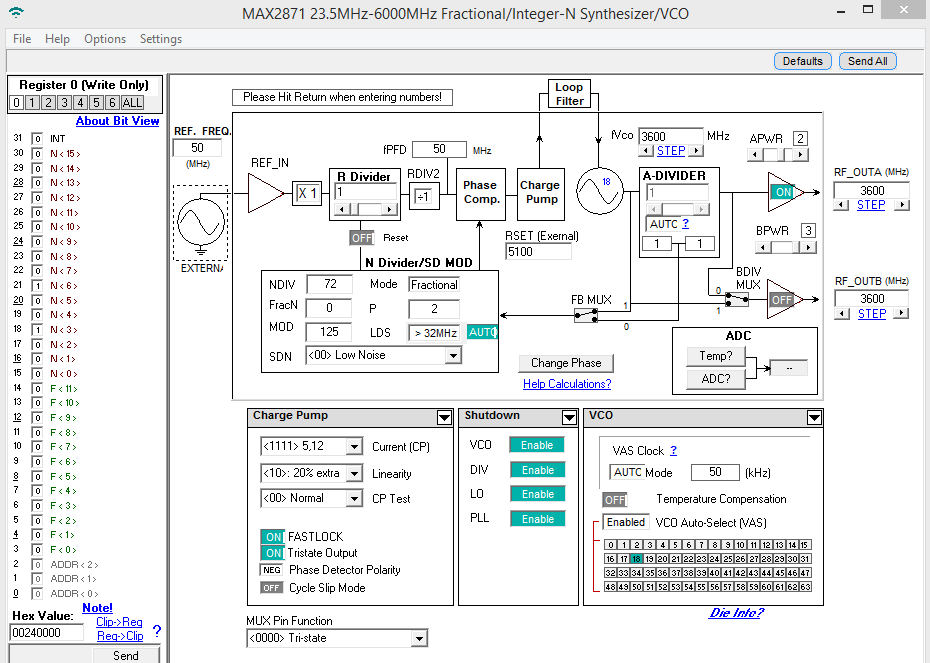 MAX2871 23.5MHz-6000MHz Fractional/Integer-N Synthesizer/VCO
File Help Options Settings
Defaults Send All
Register 0 (Write Only)
0 1 2 3 4 5 6 ALL
About Bit View
31 0 INT
30 0 N<15>
29 0 N<14>
28 0 N<13>
27 0 N<12>
26 0 N<11>
25 0 N<10>
24 0 N<9>
23 0 N<8>
22 0 N<7>
21 1 N<6>
20 0 N<5>
19 0 N<4>
18 1 N<3>
17 0 N<2>
16 0 N<1>
15 0 N<0>
14 0 F<11>
13 0 F<10>
12 0 F<9>
11 0 F<8>
10 0 F<7>
9 0 F<6>
8 0 F<5>
7 0 F<4>
6 0 F<3>
5 0 F<2>
4 0 F<1>
3 0 F<0>
2 0 ADDR<2>
1 0 ADDR<1>
0 0 ADDR<0>
Note!
Hex Value:
Clip->Reg
00240000
Reg->Clip
?
Send
Please Hit Return when entering numbers!
Loop
Filter
REF. FREQ.
50
(MHz)
EXTERNA
REF_IN
X 1
R Divider
1
OFF Reset
fPFD 50 MHz
RDIV2
÷1
Phase
Comp.
Charge
Pump
RSET (Exernal)
5100
18
fVco 3600 MHz
STEP
A-DIVIDER
1
AUTC ?
1 1
APWR 2
ON
RF_OUTA (MHz)
3600
STEP
BPWR 3
BDIV
MUX
0
1
OFF
RF_OUTB (MHz)
3600
STEP
N Divider/SD MOD
NDIV 72 Mode Fractional
FracN 0 P 2
MOD 125 LDS > 32MHz AUTO
SDN <00> Low Noise
FB MUX
1
0
Change Phase
Help Calculations?
ADC
Temp?
ADC?
--
Charge Pump
<1111> 5,12 Current (CP)
<10>: 20% extra Linearity
<00> Normal CP Test
ON FASTLOCK
ON Tristate Output
NEG Phase Detector Polarity
OFF Cycle Slip Mode
Shutdown
VCO Enable
DIV Enable
LO Enable
PLL Enable
VCO
VAS Clock ?
AUTC Mode 50 (kHz)
OFF Temperature Compensation
Enabled VCO Auto-Select (VAS)
0 1 2 3 4 5 6 7 8 9 10 11 12 13 14 15
16 17 18 19 20 21 22 23 24 25 26 27 28 29 30 31
32 33 34 35 36 37 38 39 40 41 42 43 44 45 46 47
48 49 50 51 52 53 54 55 56 57 58 59 60 61 62 63
Die Info?
MUX Pin Function
<0000> Tri-state